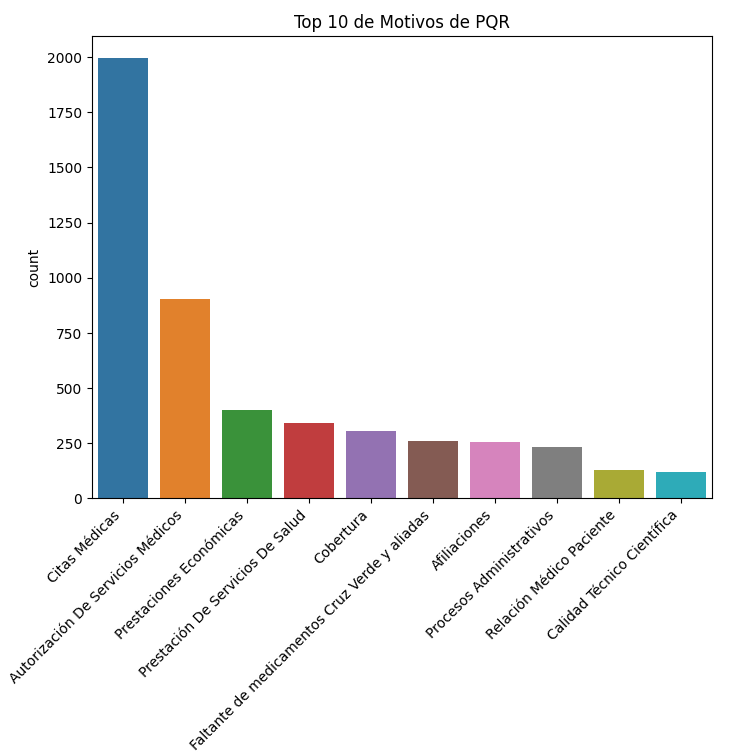 Top 10 de Motivos de PQR
2000
1750
1500
1250
1000
750
500
250
0
count
Citas Médicas
Autorización De Servicios Médicos
Prestaciones Económicas
Prestación De Servicios De Salud
Cobertura
Faltante de medicamentos Cruz Verde y aliadas
Afiliaciones
Procesos Administrativos
Relación Médico Paciente
Calidad Técnico Científica